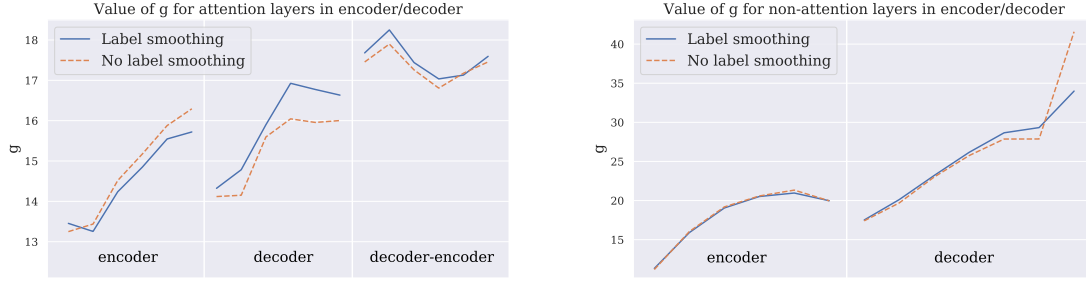 Value of g for attention layers in encoder/decoder
Label smoothing
No label smoothing
18
17
16
15
14
13
g
encoder
decoder
decoder-encoder
Value of g for non-attention layers in encoder/decoder
Label smoothing
No label smoothing
40
35
30
25
20
15
g
encoder
decoder